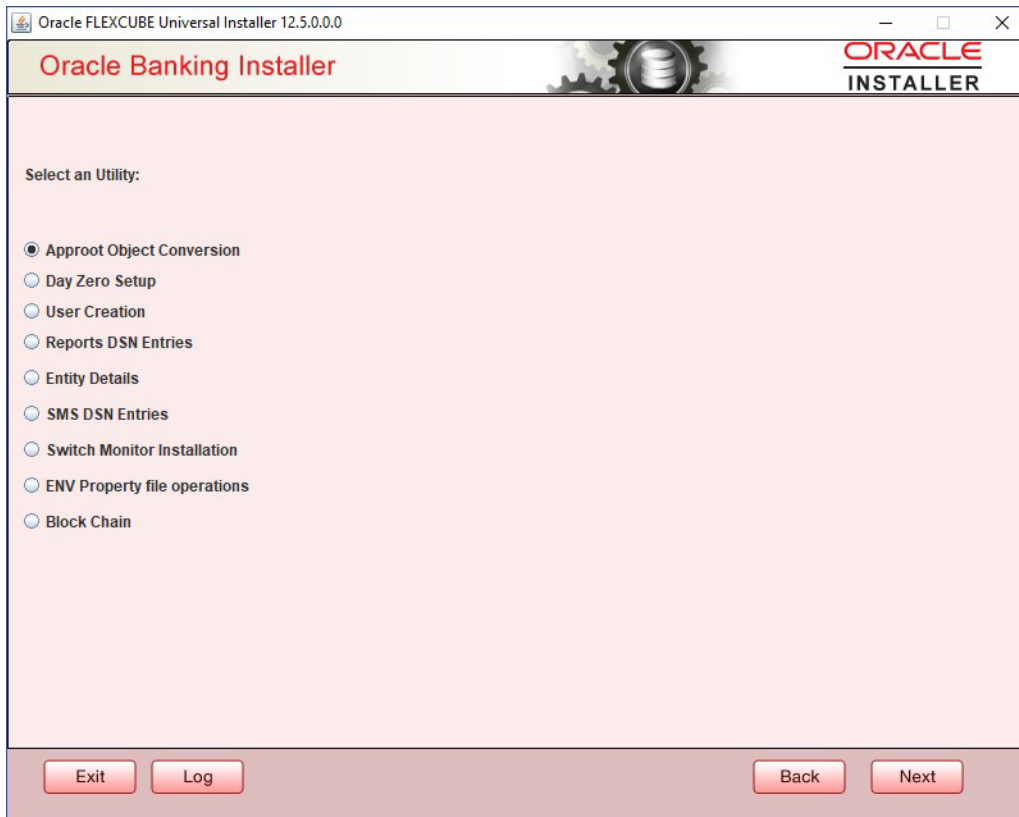 Oracle FLEXCUBE Universal Installer 12.5.0.0.0
Oracle Banking Installer
ORACLE
INSTALLER
Select an Utility:
Approot Object Conversion
Day Zero Setup
User Creation
Reports DSN Entries
Entity Details
SMS DSN Entries
Switch Monitor Installation
ENV Property file operations
Block Chain
Exit
Log
Back
Next